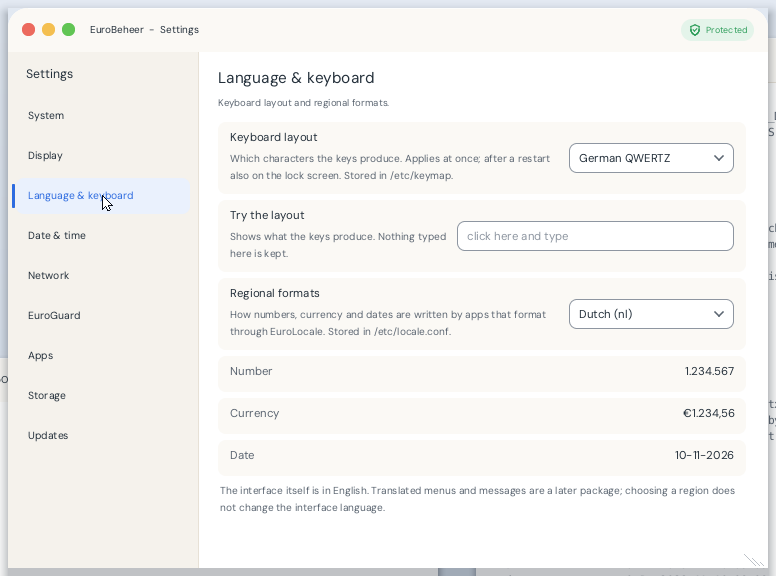 EuroBeheer - Settings
Protected
Settings
System
Display
Language & keyboard
Date & time
Network
EuroGuard
Apps
Storage
Updates
Language & keyboard
Keyboard layout and regional formats.
Keyboard layout
Which characters the keys produce. Applies at once; after a restart
also on the lock screen. Stored in /etc/keymap.
German QWERTZ
Try the layout
Shows what the keys produce. Nothing typed
here is kept.
click here and type
Regional formats
How numbers, currency and dates are written by apps that format
through EuroLocale. Stored in /etc/locale.conf.
Dutch (nl)
Number
1.234.567
Currency
€1.234,56
Date
10-11-2026
The interface itself is in English. Translated menus and messages are a later package; choosing a region does
not change the interface language.